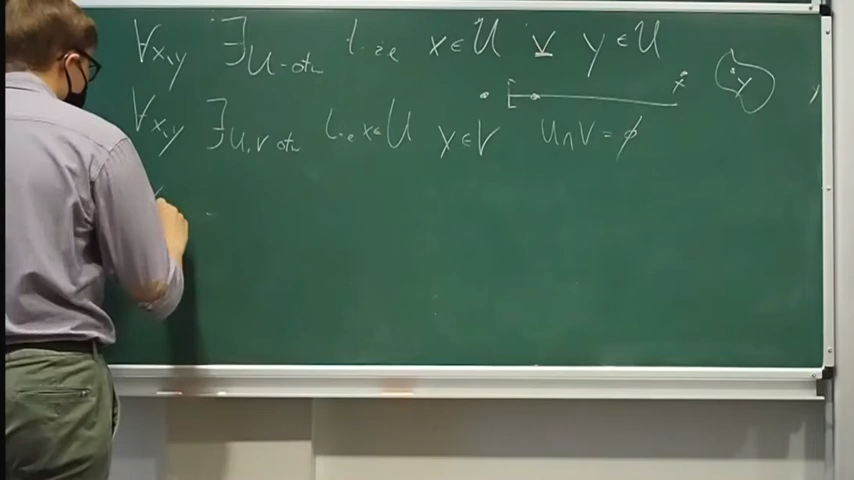 ∀x,y ∃U-otw t.że x∈U ⊻ y∈U
x y
∀x,y ∃U,V otw t.że x∈U y∈V U∩V=∅